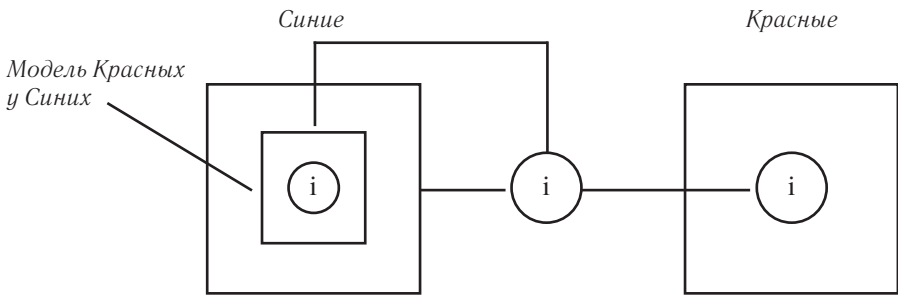 Синие
Красные
Модель Красных
у Синих
i
i
i